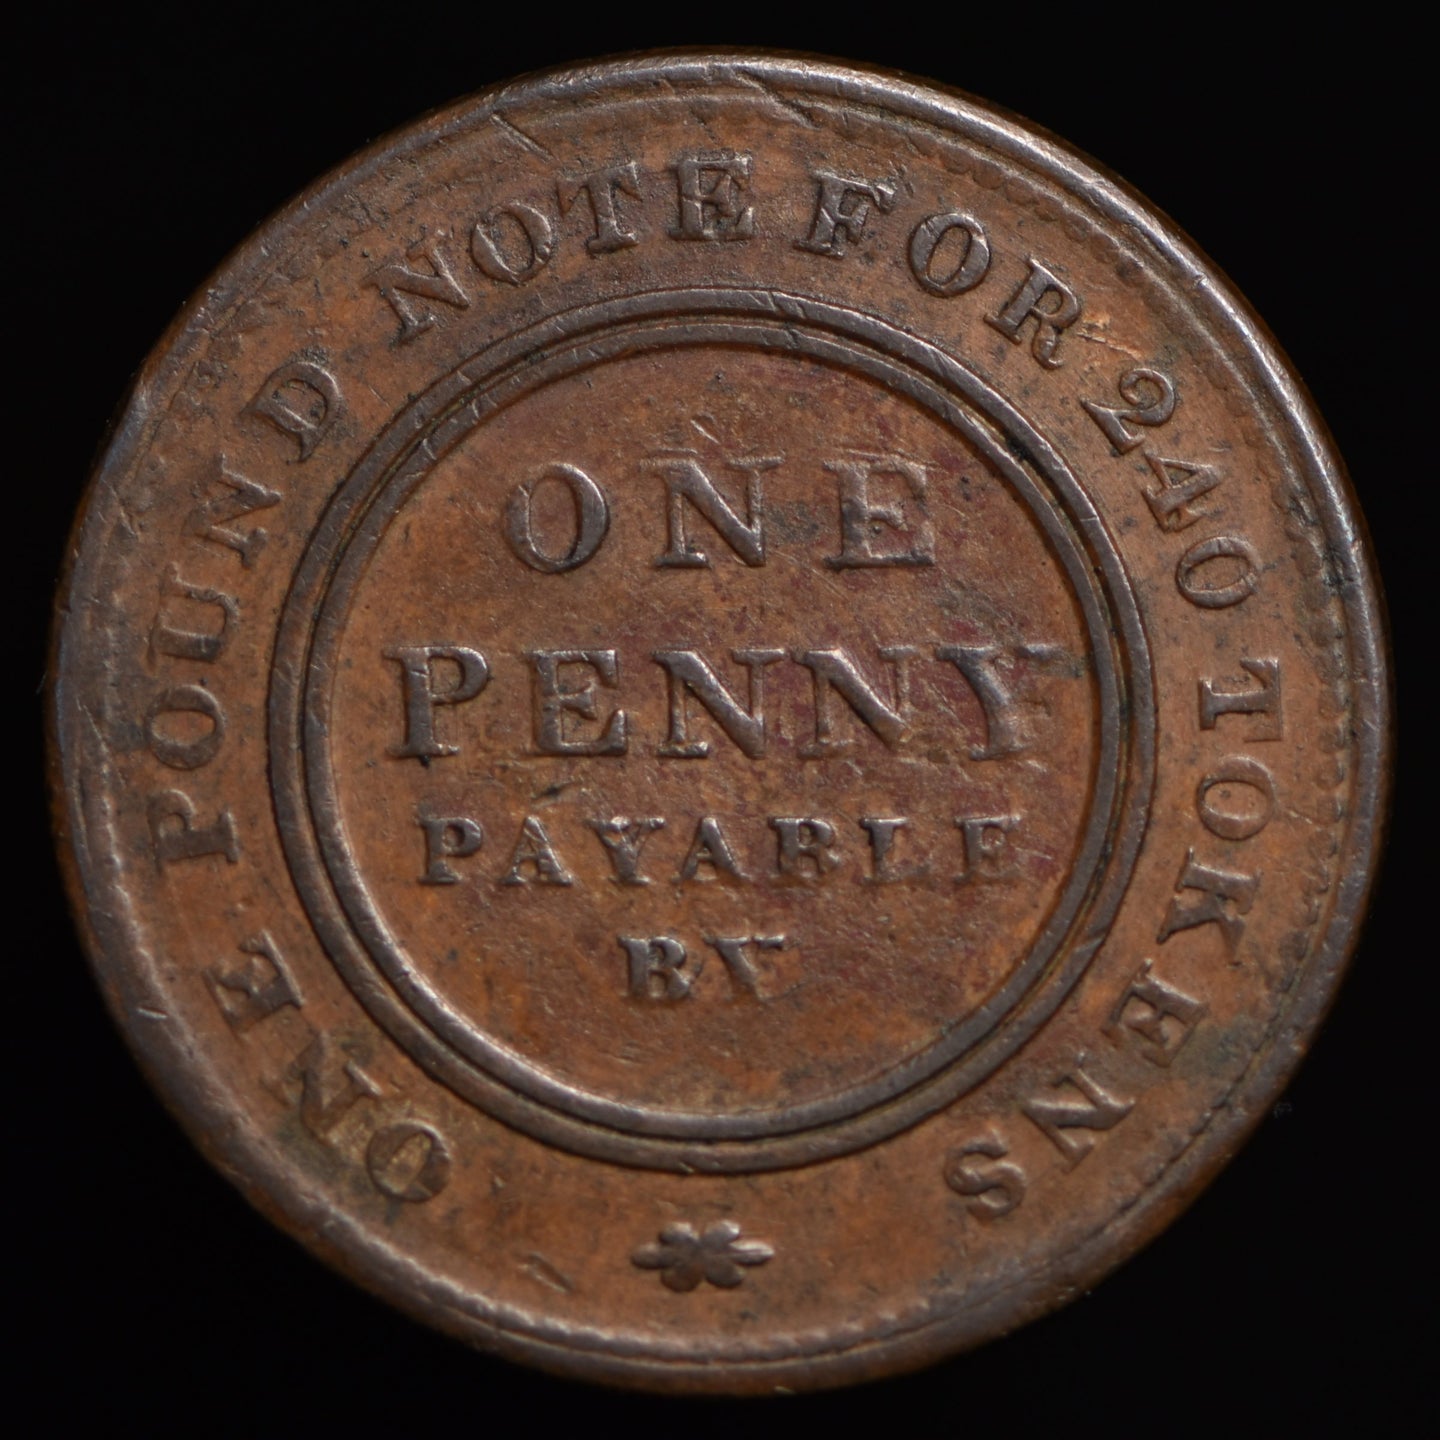 ONE POUND NOTE FOR 240 TOKENS
ONE
PENNY
PAYABLE
BY